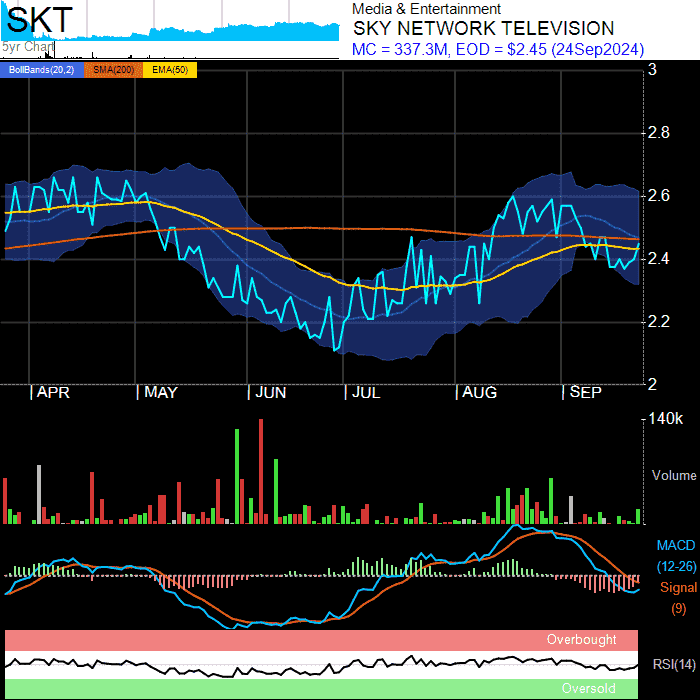 SKT
5yr Chart
Media & Entertainment
SKY NETWORK TELEVISION
MC = 337.3M, EOD = $2.45 (24Sep2024)
BollBands(20,2) SMA(200) EMA(50)
3
2.8
2.6
2.4
2.2
2
APR MAY JUN JUL AUG SEP
140k
Volume
MACD
(12-26)
Signal
(9)
Overbought
RSI(14)
Oversold